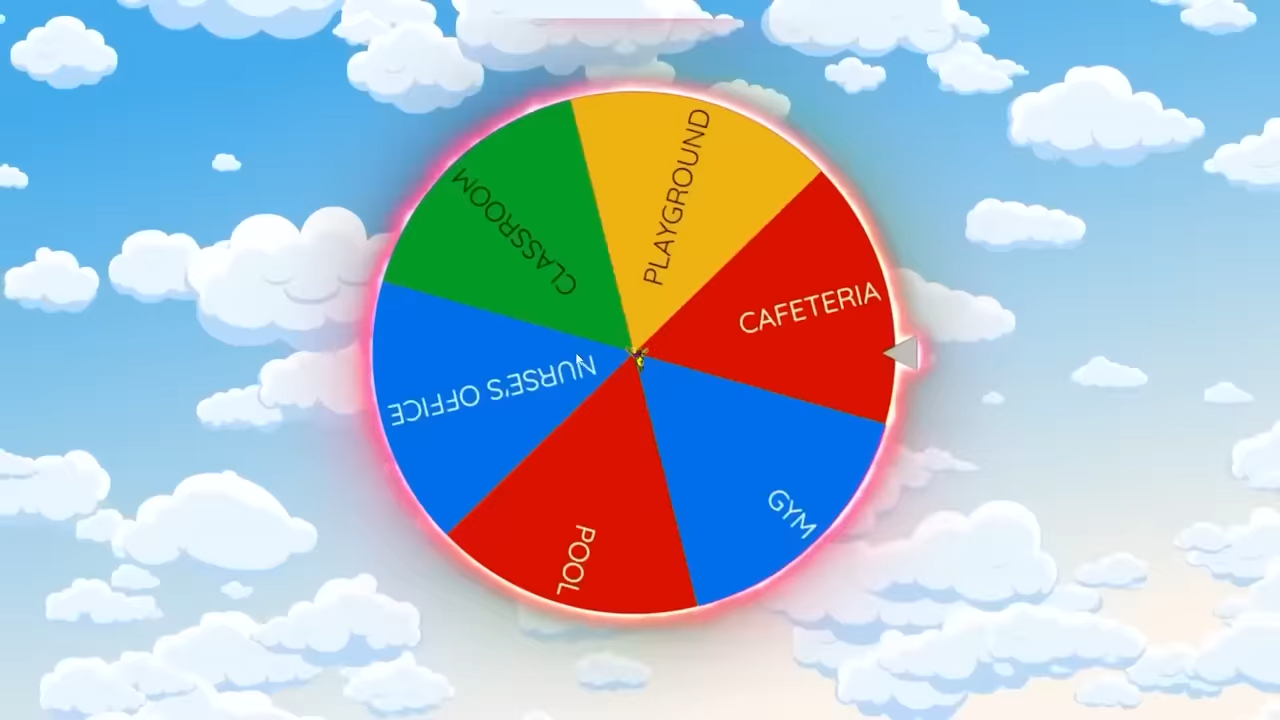 PLAYGROUND
CLASSROOM
CAFETERIA
NURSE'S OFFICE
GYM
POOL